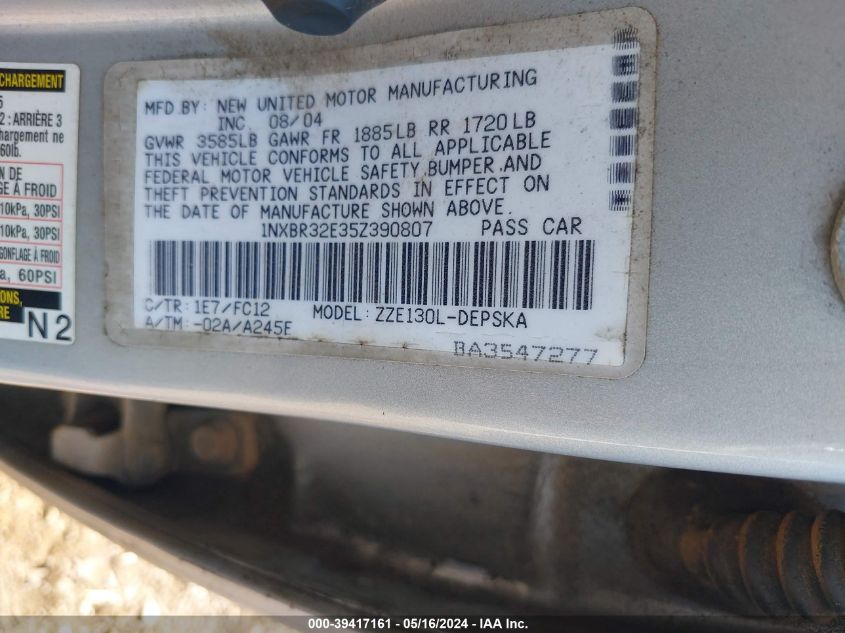 CHARGEMENT
5
2 : ARRIÈRE 3
chargement ne
60lb.
N DE
GE À FROID
10kPa, 30PSI
10kPa, 30PSI
GONFLAGE À FROID
a, 60PSI
IONS,
RE
N2
MFD BY: NEW UNITED MOTOR MANUFACTURING
INC 08/04
GVWR 3585LB GAWR FR 1885LB RR 1720LB
THIS VEHICLE CONFORMS TO ALL APPLICABLE
FEDERAL MOTOR VEHICLE SAFETY,BUMPER,AND
THEFT PREVENTION STANDARDS IN EFFECT ON
THE DATE OF MANUFACTURE SHOWN ABOVE.
1NXBR32E35Z390807 PASS CAR
C/TR: 1E7/FC12 MODEL: ZZE130L-DEPSKA
A/TM: -02A/A245E
BA3547277
000-39417161 - 05/16/2024 - IAA Inc.